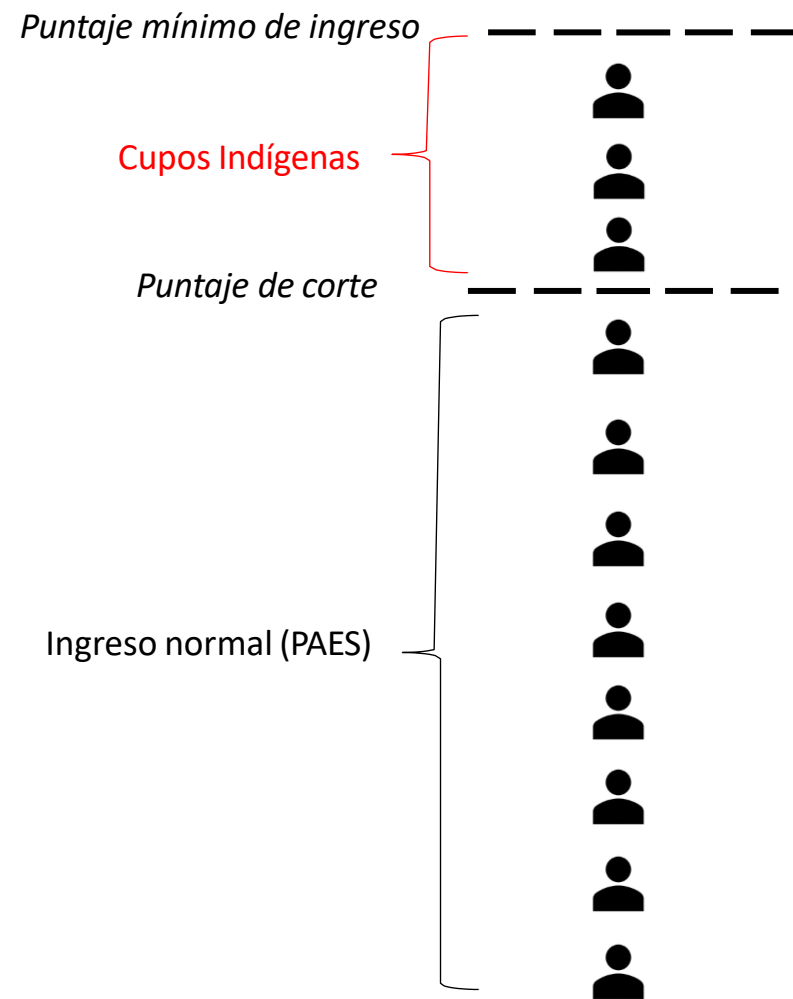 Puntaje mínimo de ingreso
Cupos Indígenas
Puntaje de corte
Ingreso normal (PAES)